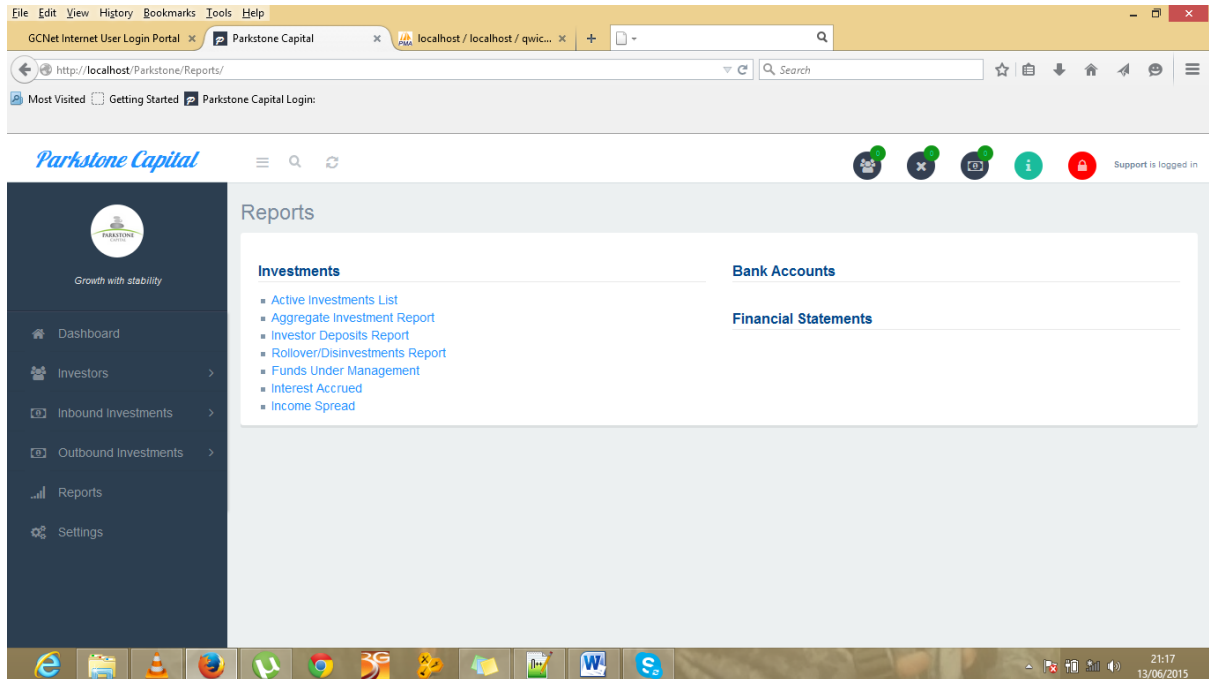 File Edit View History Bookmarks Tools Help
GCNet Internet User Login Portal × Parkstone Capital × localhost / localhost / qwic... × +
http://localhost/Parkstone/Reports/ Search
Most Visited Getting Started Parkstone Capital Login:
Parkstone Capital 0 0 0 i Support is logged in
PARKSTONE
CAPITAL
Growth with stability
Dashboard
Investors
Inbound Investments
Outbound Investments
Reports
Settings
Reports
Investments
Active Investments List
Aggregate Investment Report
Investor Deposits Report
Rollover/Disinvestments Report
Funds Under Management
Interest Accrued
Income Spread
Bank Accounts
Financial Statements
21:17
13/06/2015